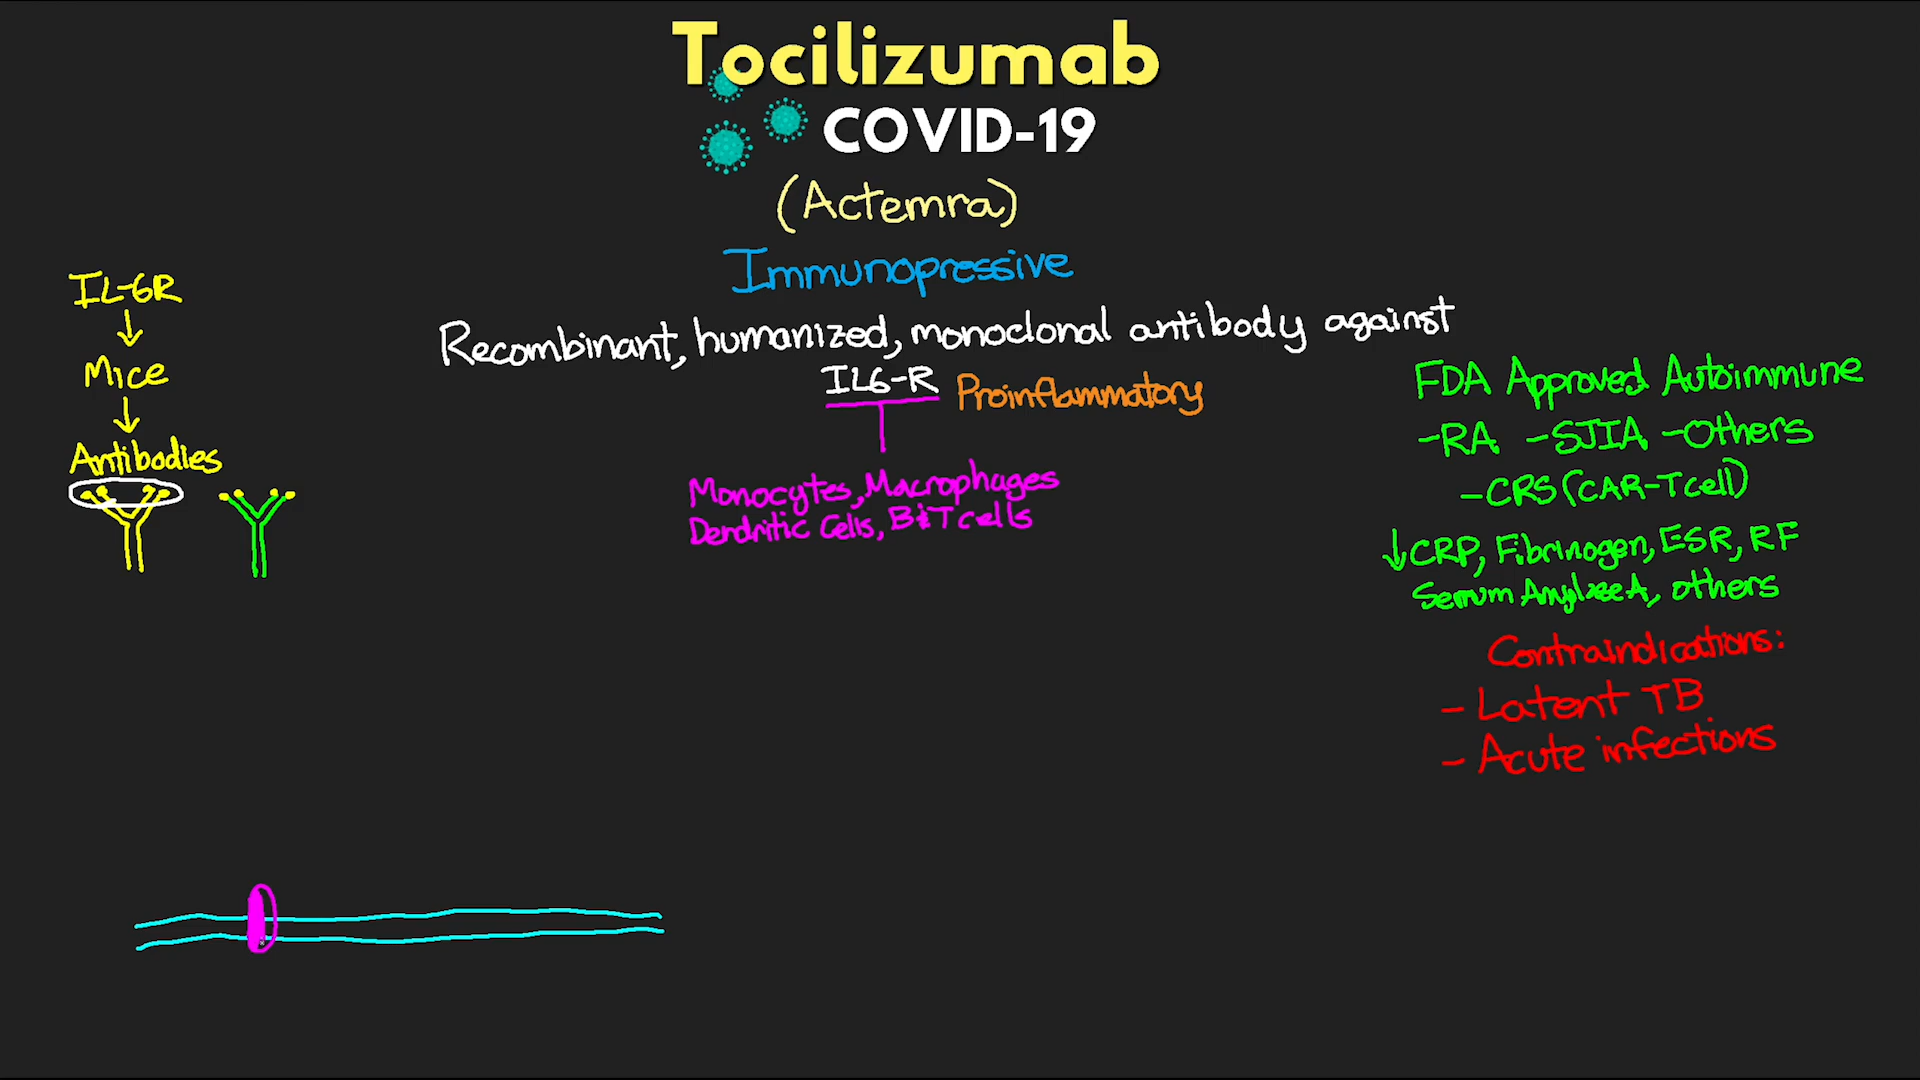 Tocilizumab
COVID-19
(Actemra)
Immunopressive
Recombinant, humanized, monoclonal antibody against
IL6-R Proinflammatory
Monocytes, Macrophages
Dendritic Cells, B & T cells
IL-6R
Mice
Antibodies
FDA Approved Autoimmune
-RA -SJIA -Others
-CRS (CAR-T cell)
↓CRP, Fibrinogen, ESR, RF
Serum A, others
Contraindications:
- Latent TB
- Acute infections